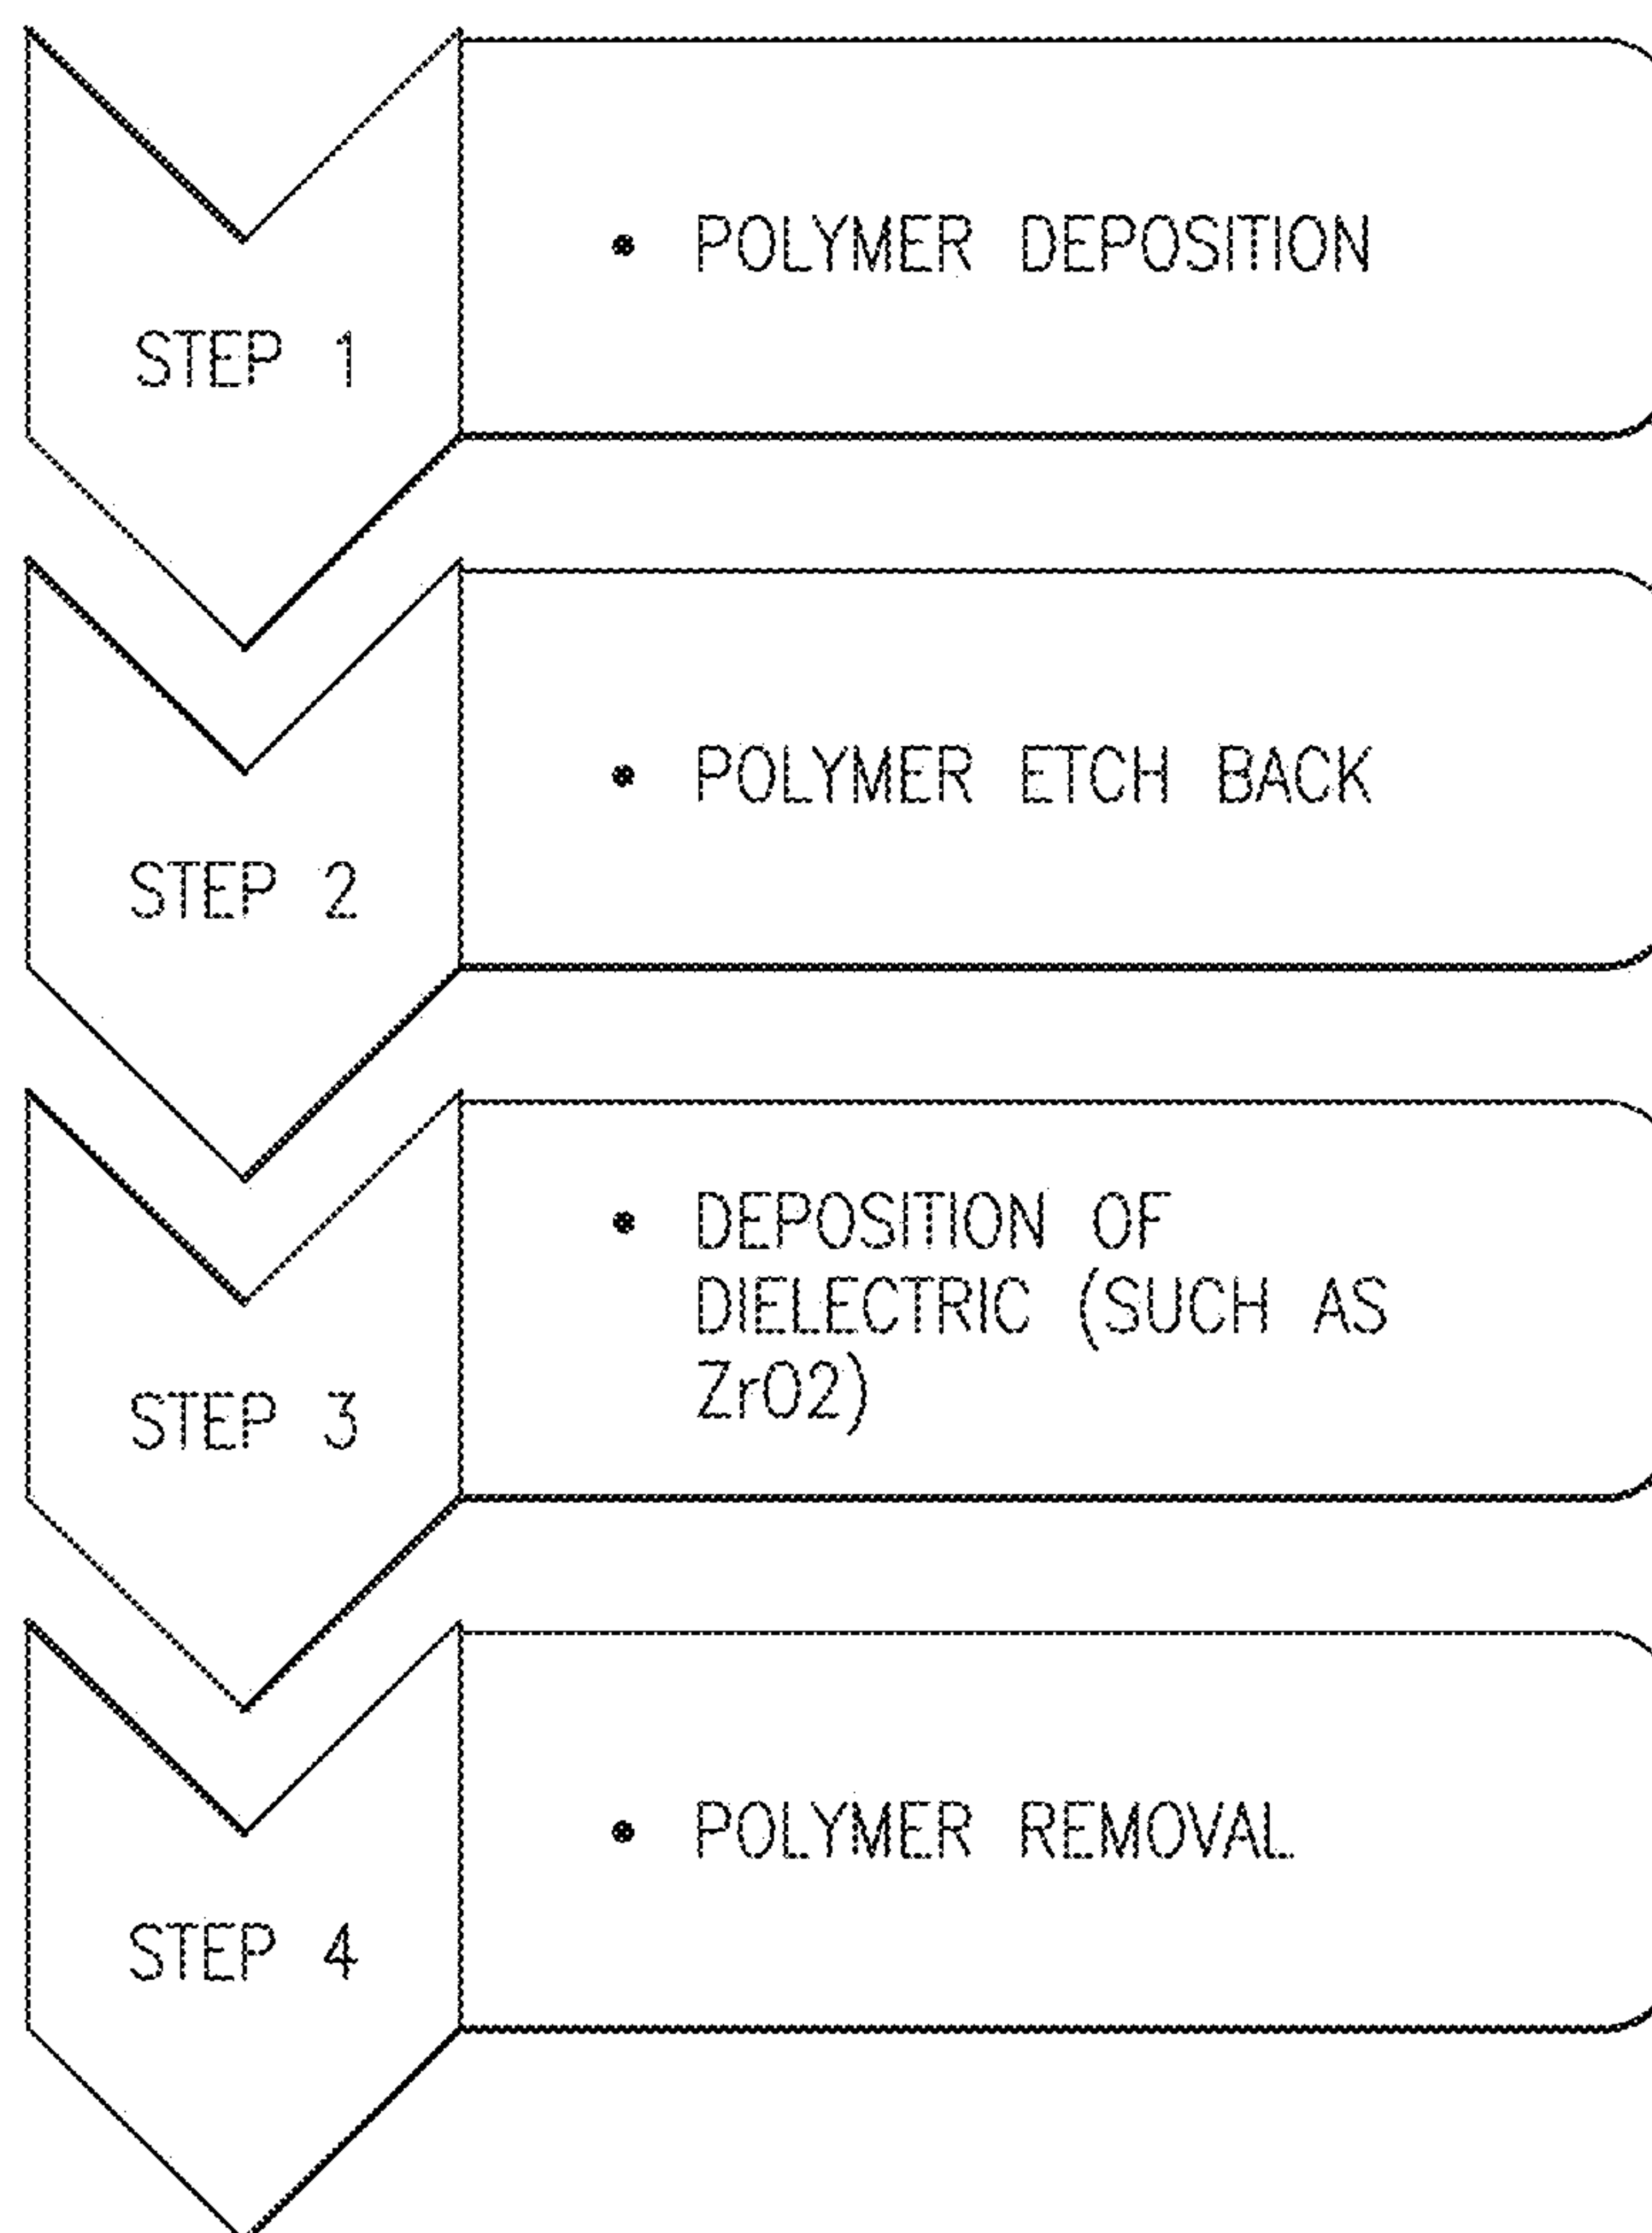 • POLYMER DEPOSITION
STEP 1
• POLYMER ETCH BACK
STEP 2
• DEPOSITION OF
DIELECTRIC (SUCH AS
ZrO2)
STEP 3
• POLYMER REMOVAL
STEP 4